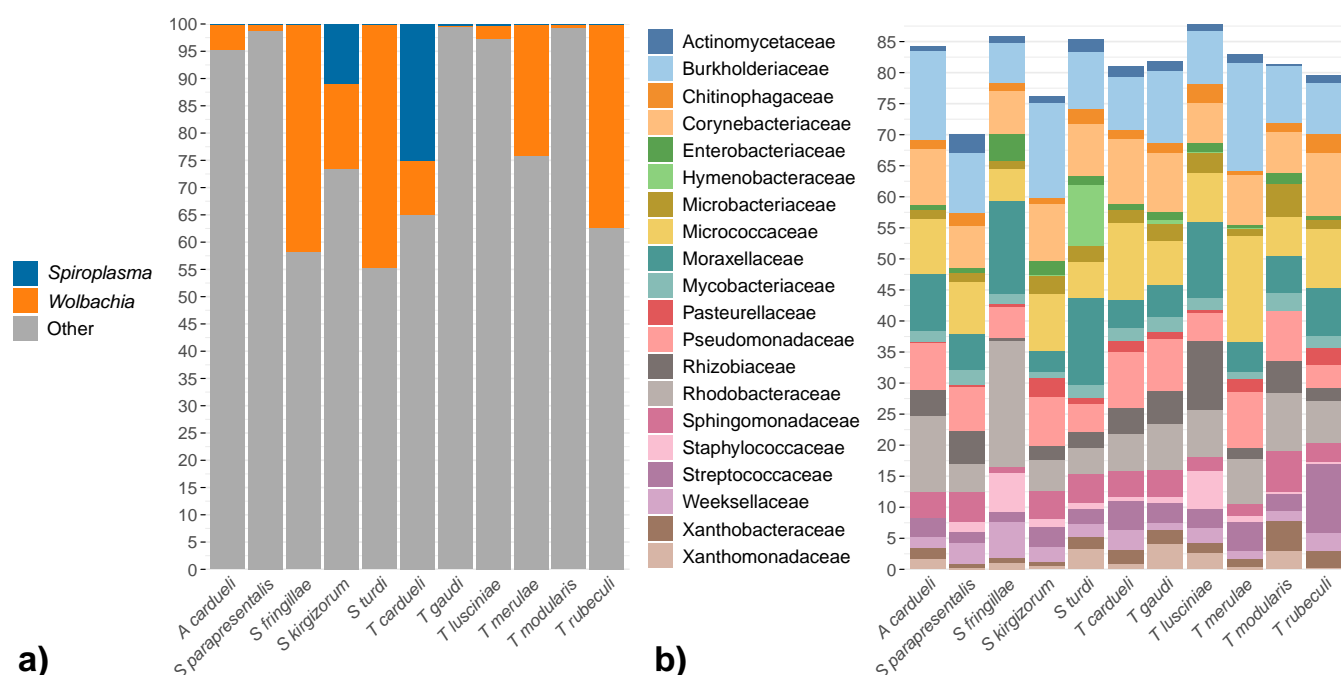 100
95
90
85
80
75
70
65
60
55
50
45
40
35
30
25
20
15
10
5
0
Spiroplasma
Wolbachia
Other
A cardueli
S parapresentalis
S fringillae
S kirgizorum
S turdi
T cardueli
T gaudi
T lusciniae
T merulae
T modularis
T rubeculi
a)
Actinomycetaceae
Burkholderiaceae
Chitinophagaceae
Corynebacteriaceae
Enterobacteriaceae
Hymenobacteraceae
Microbacteriaceae
Micrococcaceae
Moraxellaceae
Mycobacteriaceae
Pasteurellaceae
Pseudomonadaceae
Rhizobiaceae
Rhodobacteraceae
Sphingomonadaceae
Staphylococcaceae
Streptococcaceae
Weeksellaceae
Xanthobacteraceae
Xanthomonadaceae
85
80
75
70
65
60
55
50
45
40
35
30
25
20
15
10
5
0
A cardueli
S parapresentalis
S fringillae
S kirgizorum
S turdi
T cardueli
T gaudi
T lusciniae
T merulae
T modularis
T rubeculi
b)